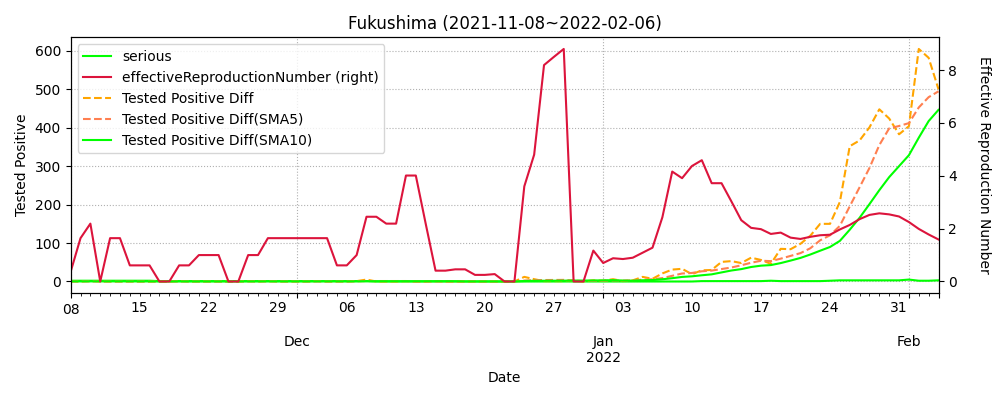 Fukushima (2021-11-08~2022-02-06)
serious
effectiveReproductionNumber (right)
Tested Positive Diff
Tested Positive Diff(SMA5)
Tested Positive Diff(SMA10)
Tested Positive
600
500
400
300
200
100
0
8
6
4
2
0
Effective Reproduction Number
08 15 22 29 06 13 20 27 03 10 17 24 31
Dec Jan Feb
2022
Date